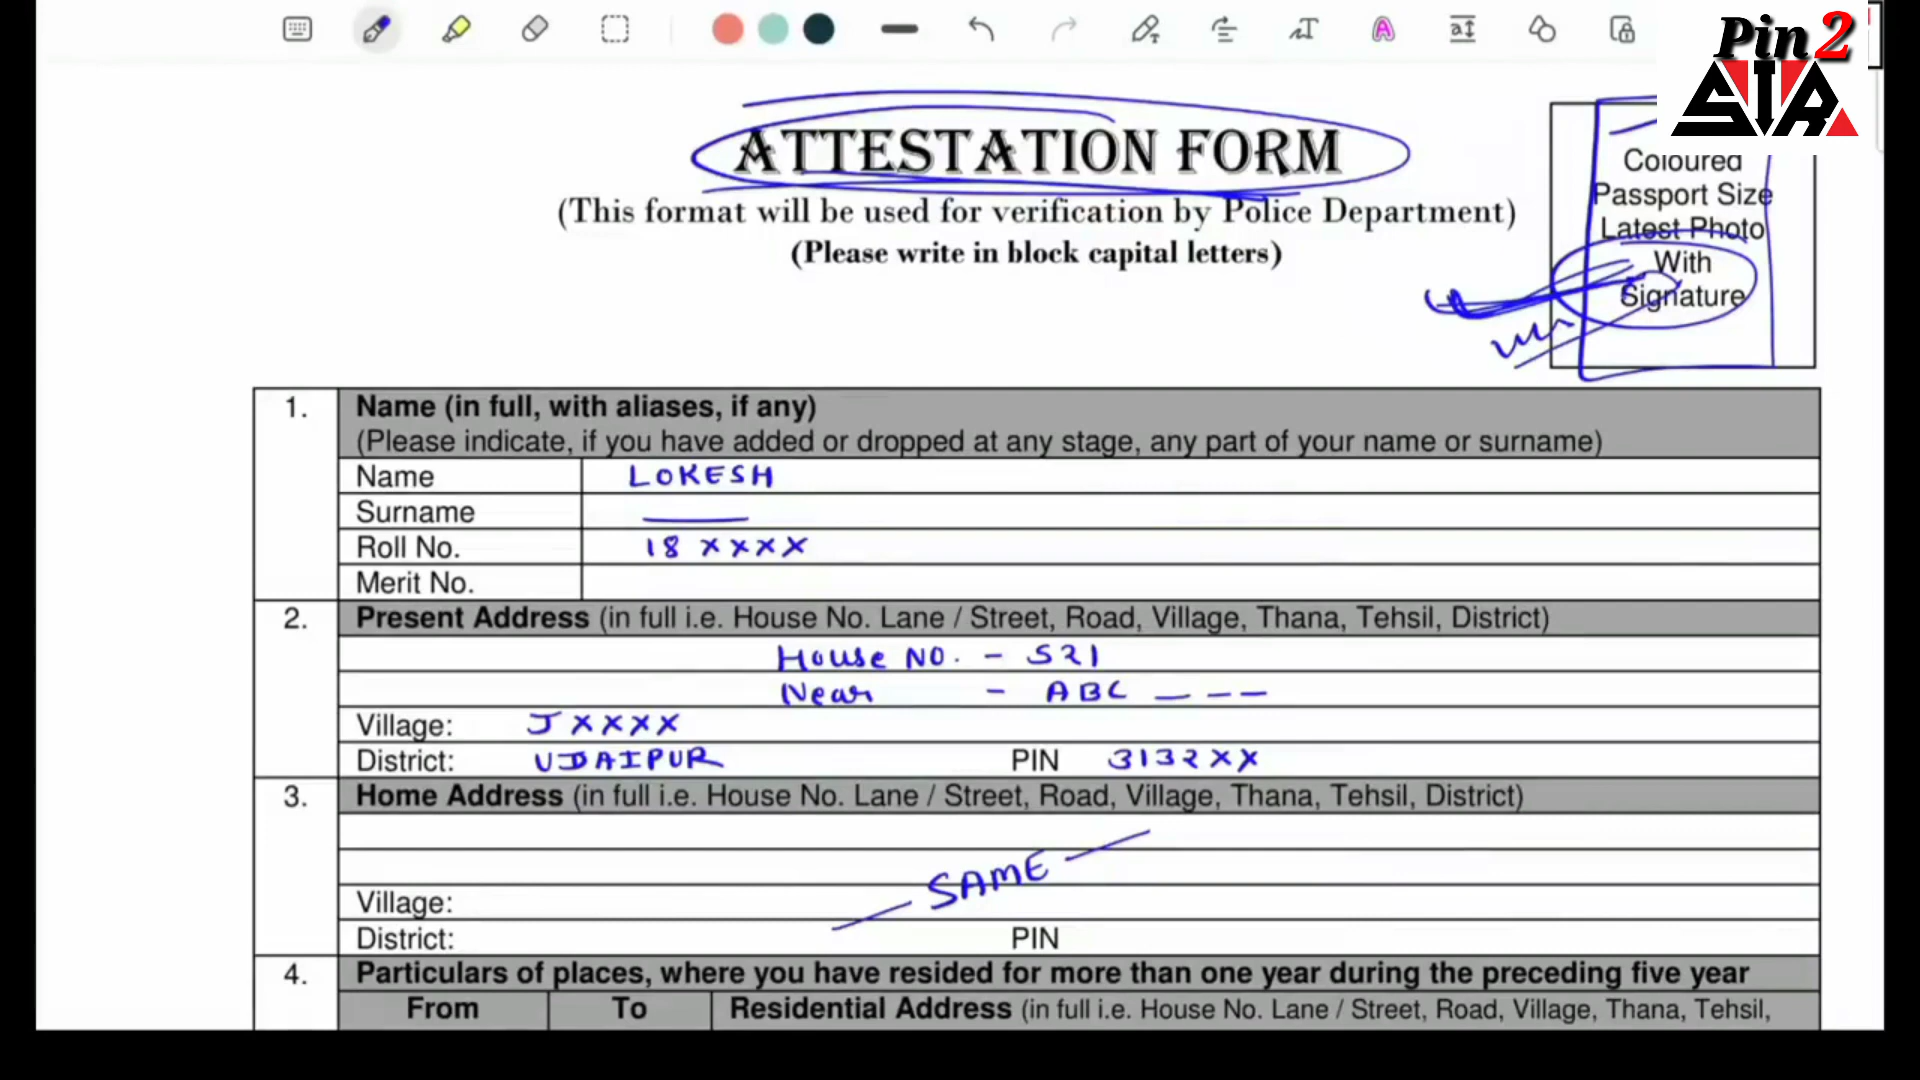 Pin2
SIR
ATTESTATION FORM
(This format will be used for verification by Police Department)
(Please write in block capital letters)
Coloured
Passport Size
Latest Photo
With
Signature
1. Name (in full, with aliases, if any)
(Please indicate, if you have added or dropped at any stage, any part of your name or surname)
Name LOKESH
Surname ——
Roll No. 18 XXXX
Merit No.
2. Present Address (in full i.e. House No. Lane / Street, Road, Village, Thana, Tehsil, District)
House NO. - 521
Near - ABC - - -
Village: J XXXX
District: UDAIPUR PIN 3132XX
3. Home Address (in full i.e. House No. Lane / Street, Road, Village, Thana, Tehsil, District)
SAME
Village:
District: PIN
4. Particulars of places, where you have resided for more than one year during the preceding five year
From To Residential Address (in full i.e. House No. Lane / Street, Road, Village, Thana, Tehsil,